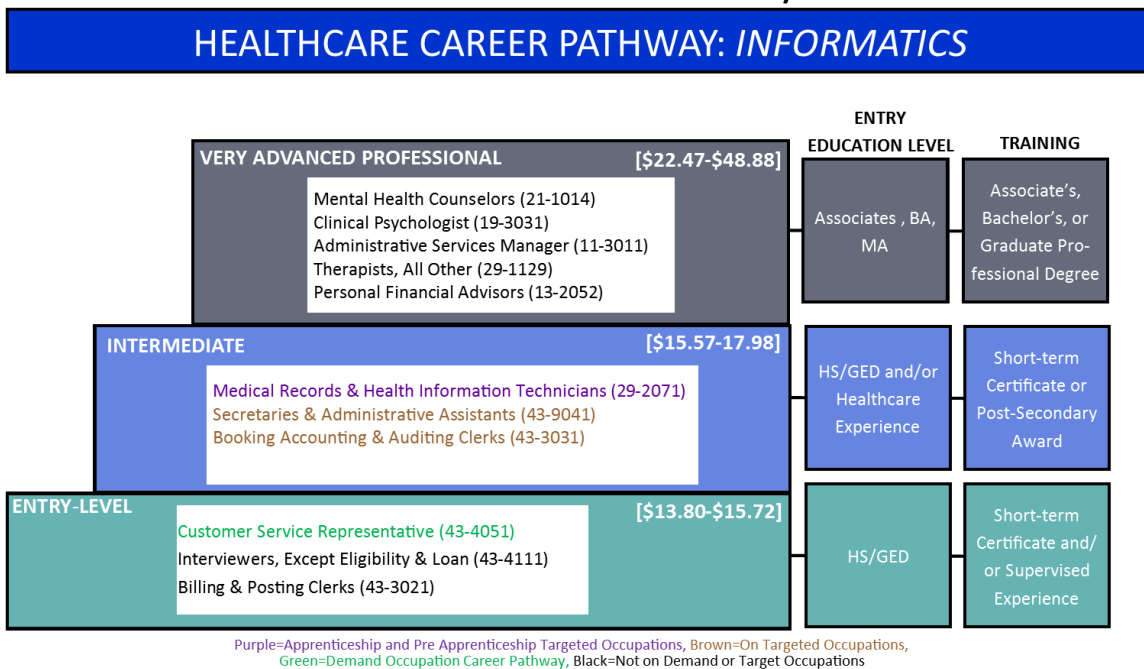 HEALTHCARE CAREER PATHWAY: INFORMATICS
ENTRY
EDUCATION LEVEL
TRAINING
VERY ADVANCED PROFESSIONAL [$22.47-$48.88]
Mental Health Counselors (21-1014)
Clinical Psychologist (19-3031)
Administrative Services Manager (11-3011)
Therapists, All Other (29-1129)
Personal Financial Advisors (13-2052)
Associates , BA,
MA
Associate's,
Bachelor's, or
Graduate Pro-
fessional Degree
INTERMEDIATE [$15.57-17.98]
Medical Records & Health Information Technicians (29-2071)
Secretaries & Administrative Assistants (43-9041)
Booking Accounting & Auditing Clerks (43-3031)
HS/GED and/or
Healthcare
Experience
Short-term
Certificate or
Post-Secondary
Award
ENTRY-LEVEL [$13.80-$15.72]
Customer Service Representative (43-4051)
Interviewers, Except Eligibility & Loan (43-4111)
Billing & Posting Clerks (43-3021)
HS/GED
Short-term
Certificate and/
or Supervised
Experience
Purple=Apprenticeship and Pre Apprenticeship Targeted Occupations, Brown=On Targeted Occupations,
Green=Demand Occupation Career Pathway, Black=Not on Demand or Target Occupations